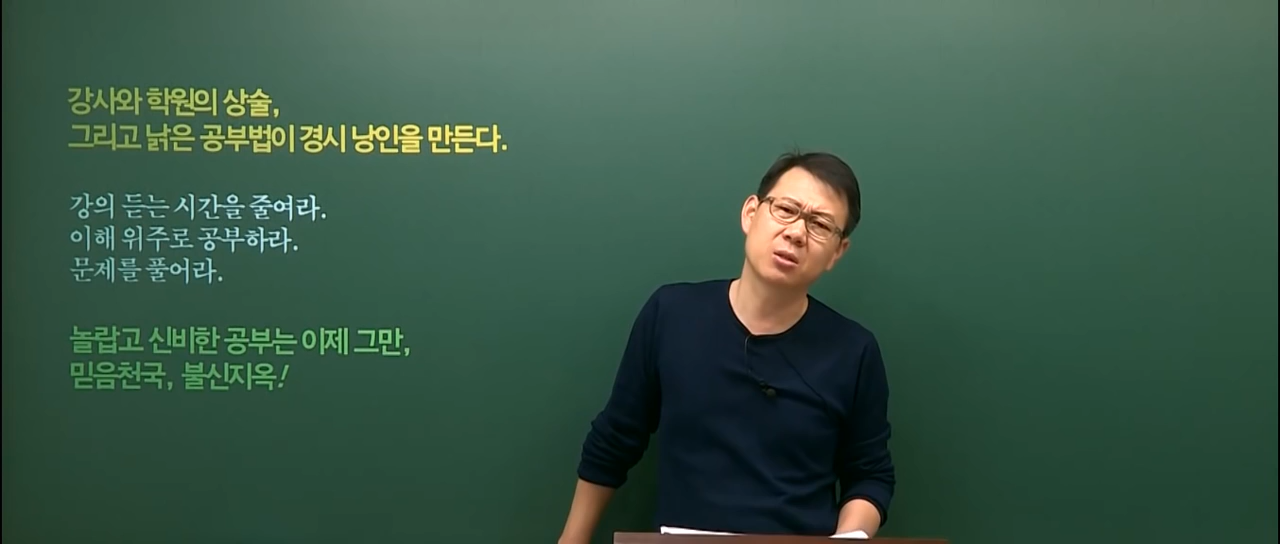 강사와 학원의 상술,
그리고 낡은 공부법이 경시 낭인을 만든다.
강의 듣는 시간을 줄여라.
이해 위주로 공부하라.
문제를 풀어라.
놀랍고 신비한 공부는 이제 그만,
믿음천국, 불신지옥!